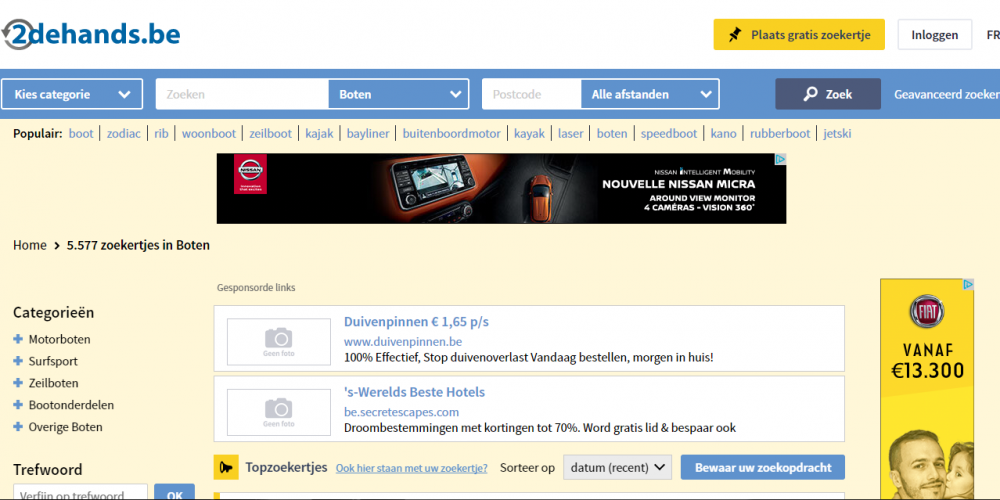 2dehands.be
Plaats gratis zoekertje
Inloggen
FR
Kies categorie
Zoeken
Boten
Postcode
Alle afstanden
Zoek
Geavanceerd zoeken
Populair: boot zodiac rib woonboot zeilboot kajak bayliner buitenboordmotor kayak laser boten speedboot kano rubberboot jetski
NISSAN
NISSAN INTELLIGENT MOBILITY
NOUVELLE NISSAN MICRA
AROUND VIEW MONITOR
4 CAMÉRAS - VISION 360°
Home > 5.577 zoekertjes in Boten
Gesponsorde links
Categorieën
+ Motorboten
+ Surfsport
+ Zeilboten
+ Bootonderdelen
+ Overige Boten
Trefwoord
Verfijn op trefwoord
OK
Geen foto
Duivenpinnen € 1,65 p/s
www.duivenpinnen.be
100% Effectief, Stop duivenoverlast Vandaag bestellen, morgen in huis!
Geen foto
's-Werelds Beste Hotels
be.secretescapes.com
Droombestemmingen met kortingen tot 70%. Word gratis lid & bespaar ook
Topzoekertjes
Ook hier staan met uw zoekertje?
Sorteer op
datum (recent)
Bewaar uw zoekopdracht
FIAT
VANAF
€13.300